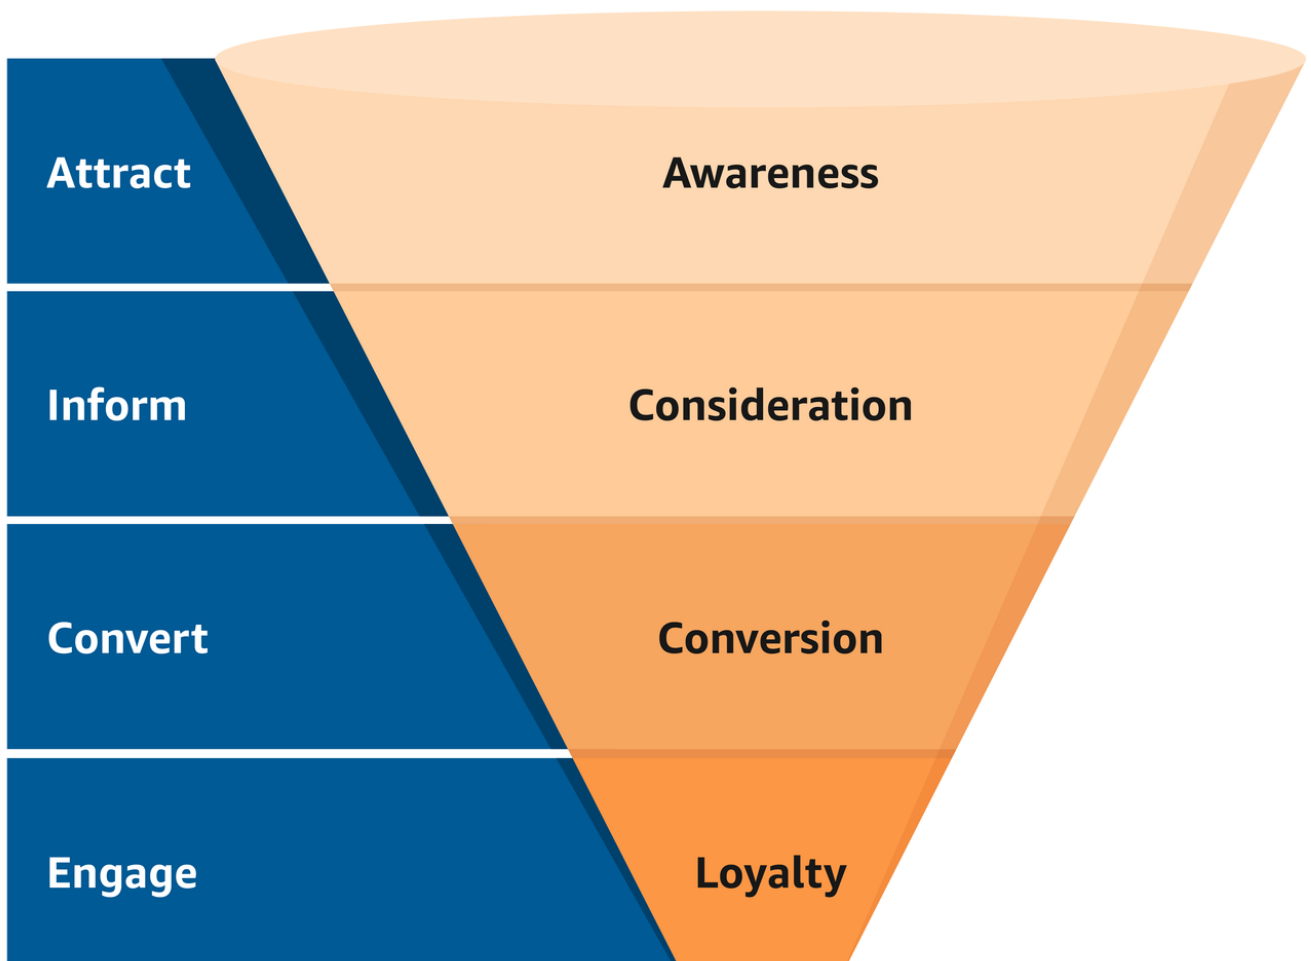 Attract
Awareness
Inform
Consideration
Convert
Conversion
Engage
Loyalty